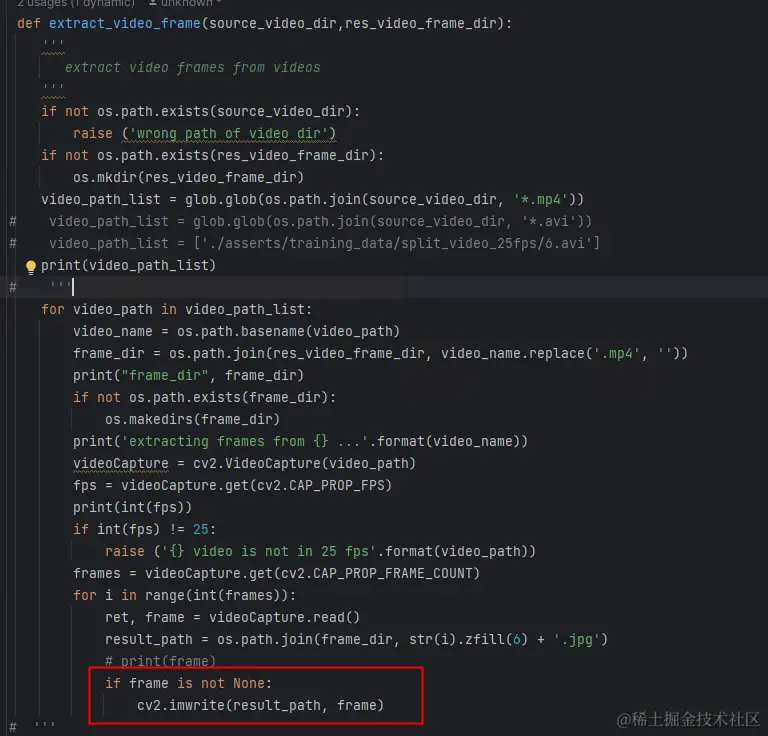 2 usages (1 dynamic) unknown *
def extract_video_frame(source_video_dir,res_video_frame_dir):
    '''
       extract video frames from videos
    '''
    if not os.path.exists(source_video_dir):
        raise ('wrong path of video dir')
    if not os.path.exists(res_video_frame_dir):
        os.mkdir(res_video_frame_dir)
    video_path_list = glob.glob(os.path.join(source_video_dir, '*.mp4'))
#    video_path_list = glob.glob(os.path.join(source_video_dir, '*.avi'))
#    video_path_list = ['./asserts/training_data/split_video_25fps/6.avi']
    print(video_path_list)
#    '''
    for video_path in video_path_list:
        video_name = os.path.basename(video_path)
        frame_dir = os.path.join(res_video_frame_dir, video_name.replace('.mp4', ''))
        print("frame_dir", frame_dir)
        if not os.path.exists(frame_dir):
            os.makedirs(frame_dir)
        print('extracting frames from {} ...'.format(video_name))
        videoCapture = cv2.VideoCapture(video_path)
        fps = videoCapture.get(cv2.CAP_PROP_FPS)
        print(int(fps))
        if int(fps) != 25:
            raise ('{} video is not in 25 fps'.format(video_path))
        frames = videoCapture.get(cv2.CAP_PROP_FRAME_COUNT)
        for i in range(int(frames)):
            ret, frame = videoCapture.read()
            result_path = os.path.join(frame_dir, str(i).zfill(6) + '.jpg')
            # print(frame)
            if frame is not None:
                cv2.imwrite(result_path, frame)
#  '''
@稀土掘金技术社区